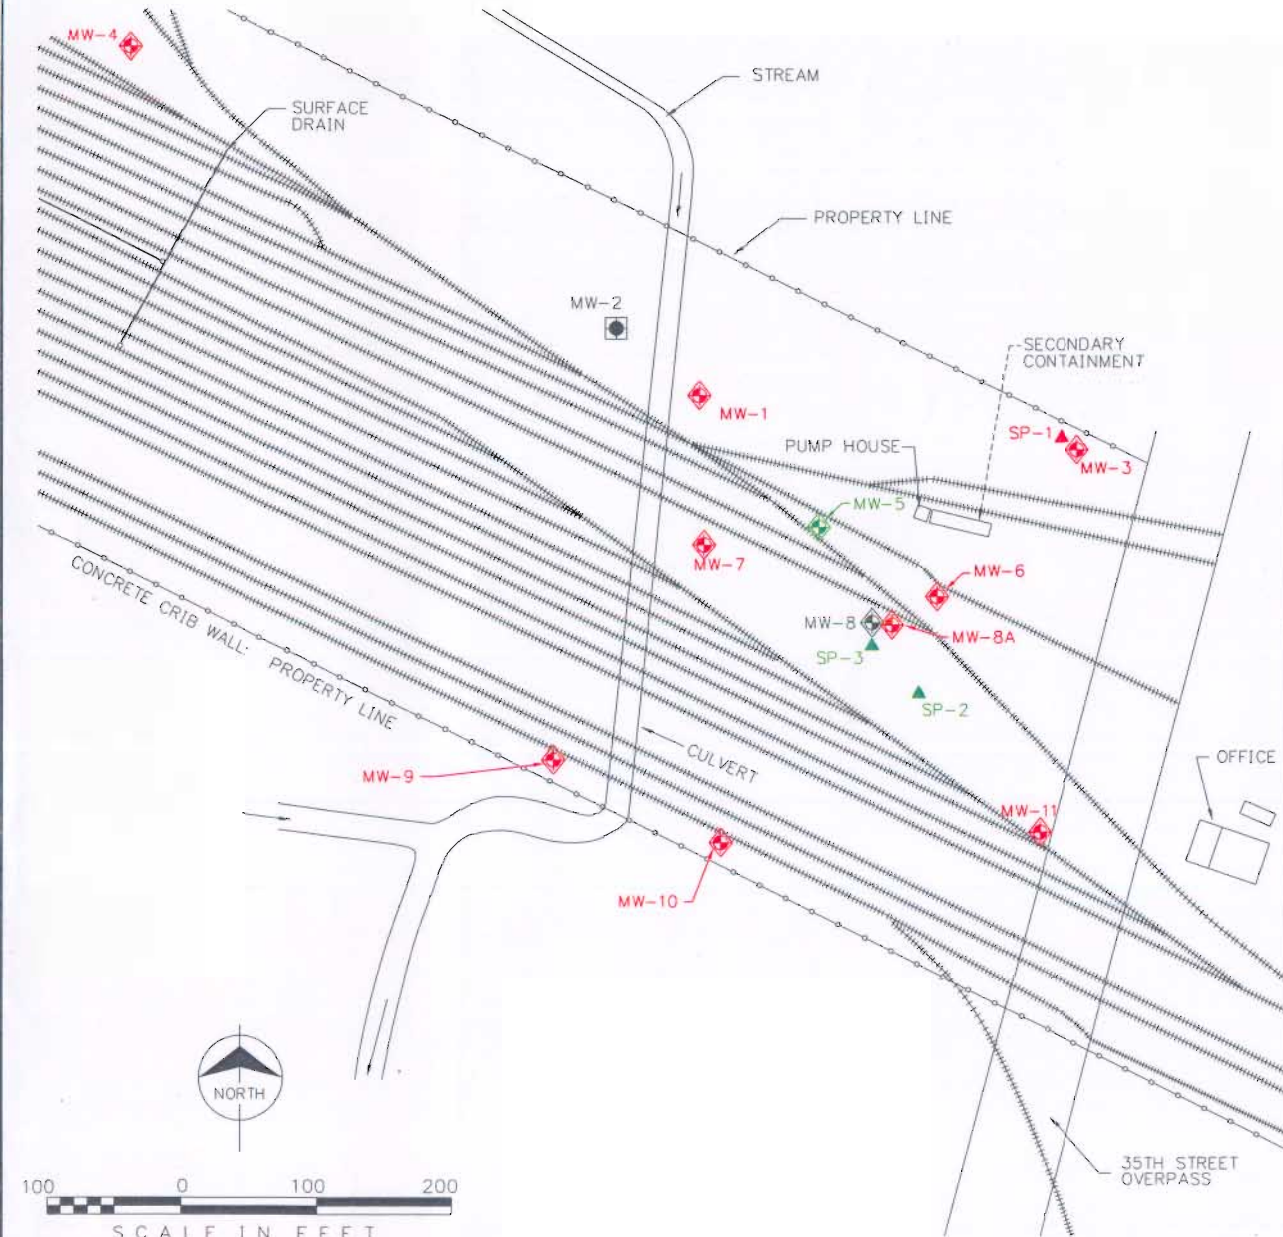 MW-4
STREAM
SURFACE
DRAIN
PROPERTY LINE
MW-2
SECONDARY
CONTAINMENT
MW-1
SP-1
PUMP HOUSE
MW-3
MW-5
MW-7
MW-6
MW-8
MW-8A
SP-3
SP-2
CONCRETE CRIB WALL: PROPERTY LINE
CULVERT
MW-9
OFFICE
MW-11
MW-10
NORTH
35TH STREET
OVERPASS
100 0 100 200
SCALE IN FEET